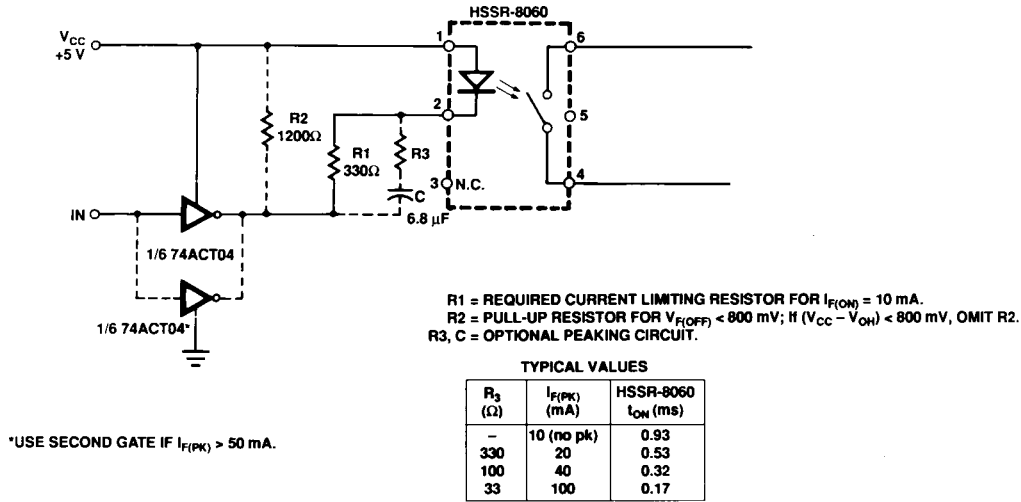 HSSR-8060
VCC
+5 V
1
6
2
5
R2
1200Ω
R1
330Ω
R3
3
N.C.
4
C
6.8 μF
IN
1/6 74ACT04
1/6 74ACT04*
R1 = REQUIRED CURRENT LIMITING RESISTOR FOR IF(ON) = 10 mA.
R2 = PULL-UP RESISTOR FOR VF(OFF) < 800 mV; If (VCC – VOH) < 800 mV, OMIT R2.
R3, C = OPTIONAL PEAKING CIRCUIT.
TYPICAL VALUES
R3 IF(PK) HSSR-8060
(Ω) (mA) tON (ms)
– 10 (no pk) 0.93
330 20 0.53
100 40 0.32
33 100 0.17
*USE SECOND GATE IF IF(PK) > 50 mA.